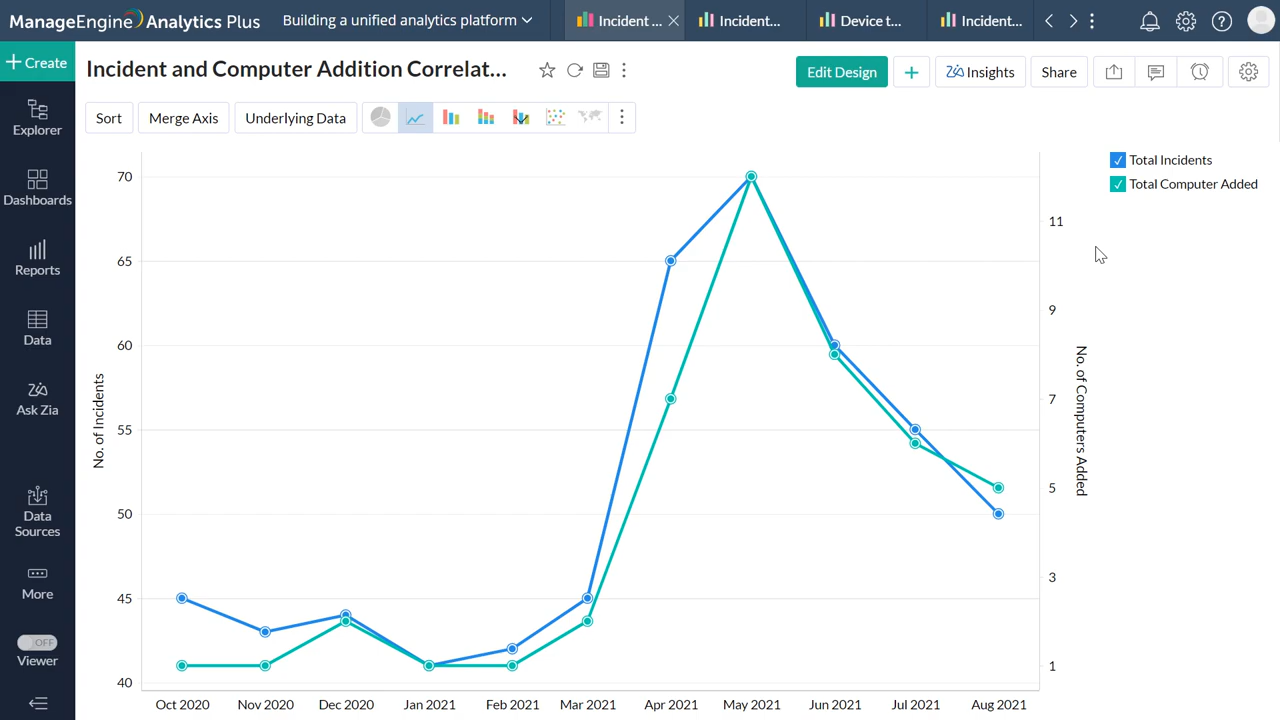 ManageEngine Analytics Plus
Building a unified analytics platform
Incident ...
Incident...
Device t...
Incident...
Create
Incident and Computer Addition Correlat...
Edit Design
Insights
Share
Explorer
Sort
Merge Axis
Underlying Data
Dashboards
Reports
Data
Ask Zia
Data
Sources
More
OFF
Viewer
Total Incidents
Total Computer Added
No. of Incidents
70
65
60
55
50
45
40
11
9
7
5
3
1
No. of Computers Added
Oct 2020
Nov 2020
Dec 2020
Jan 2021
Feb 2021
Mar 2021
Apr 2021
May 2021
Jun 2021
Jul 2021
Aug 2021